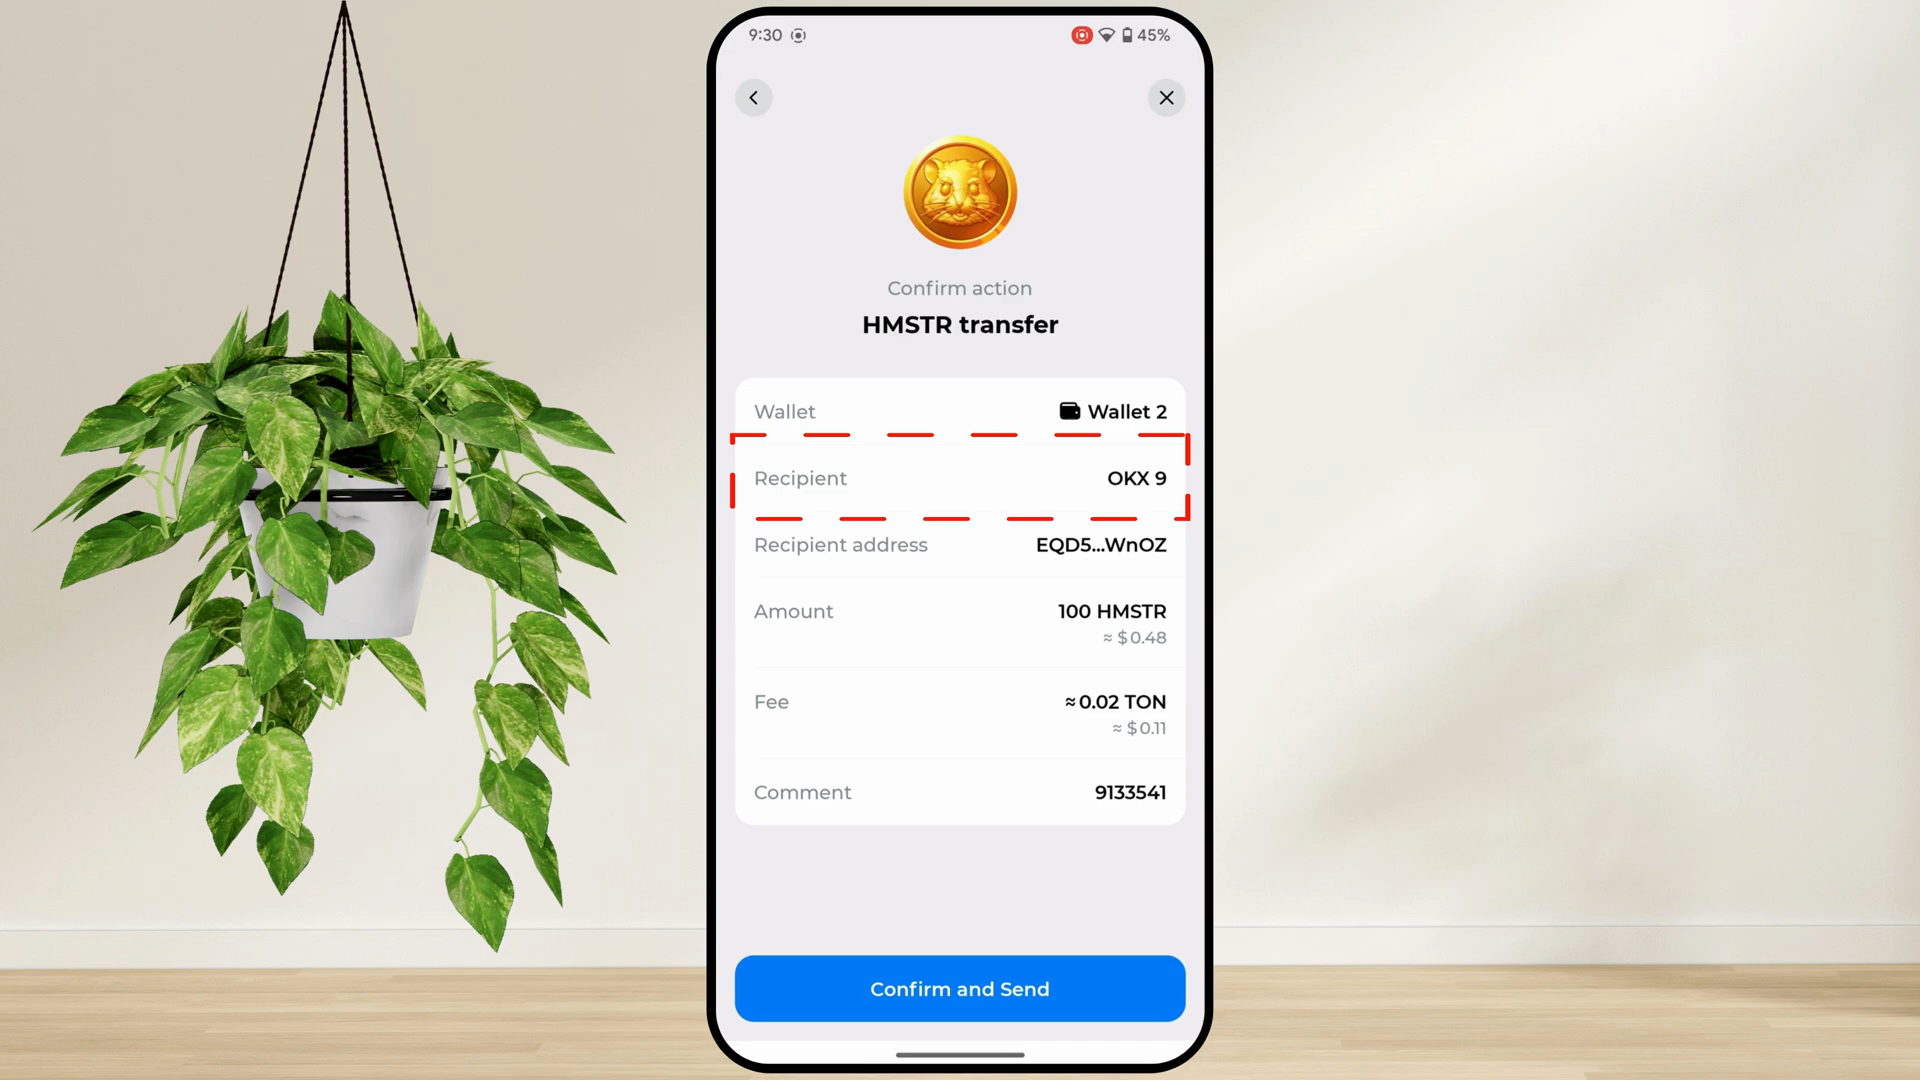 9:30 45%
Confirm action
HMSTR transfer
Wallet Wallet 2
Recipient OKX 9
Recipient address EQD5...WnOZ
Amount 100 HMSTR
≈ $0.48
Fee ≈ 0.02 TON
≈ $0.11
Comment 9133541
Confirm and Send